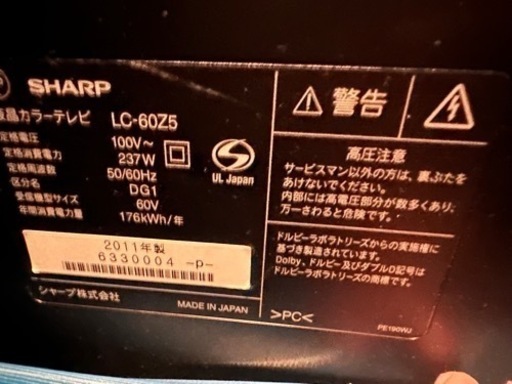 SHARP
晶カラーテレビ LC-60Z5
定格電圧 100V～
定格消費電力 237W
定格周波数 50/60Hz
区分名 DG1
受信機型サイズ 60V
年間消費電力量 176kWh/年
UL Japan
2011年製
6330004 -P-
シャープ株式会社
MADE IN JAPAN
警告
高圧注意
サービスマン以外の方は、裏ぶたを
あけないでください。
内部には高電圧部分が数多くあり、
万一さわると危険です。
ドルビーラボラトリーズからの実施権に
基づき製造されています。
Dolby、ドルビー及びダブルD記号は
ドルビーラボラトリーズの商標です。
>PC<
PE190WJ